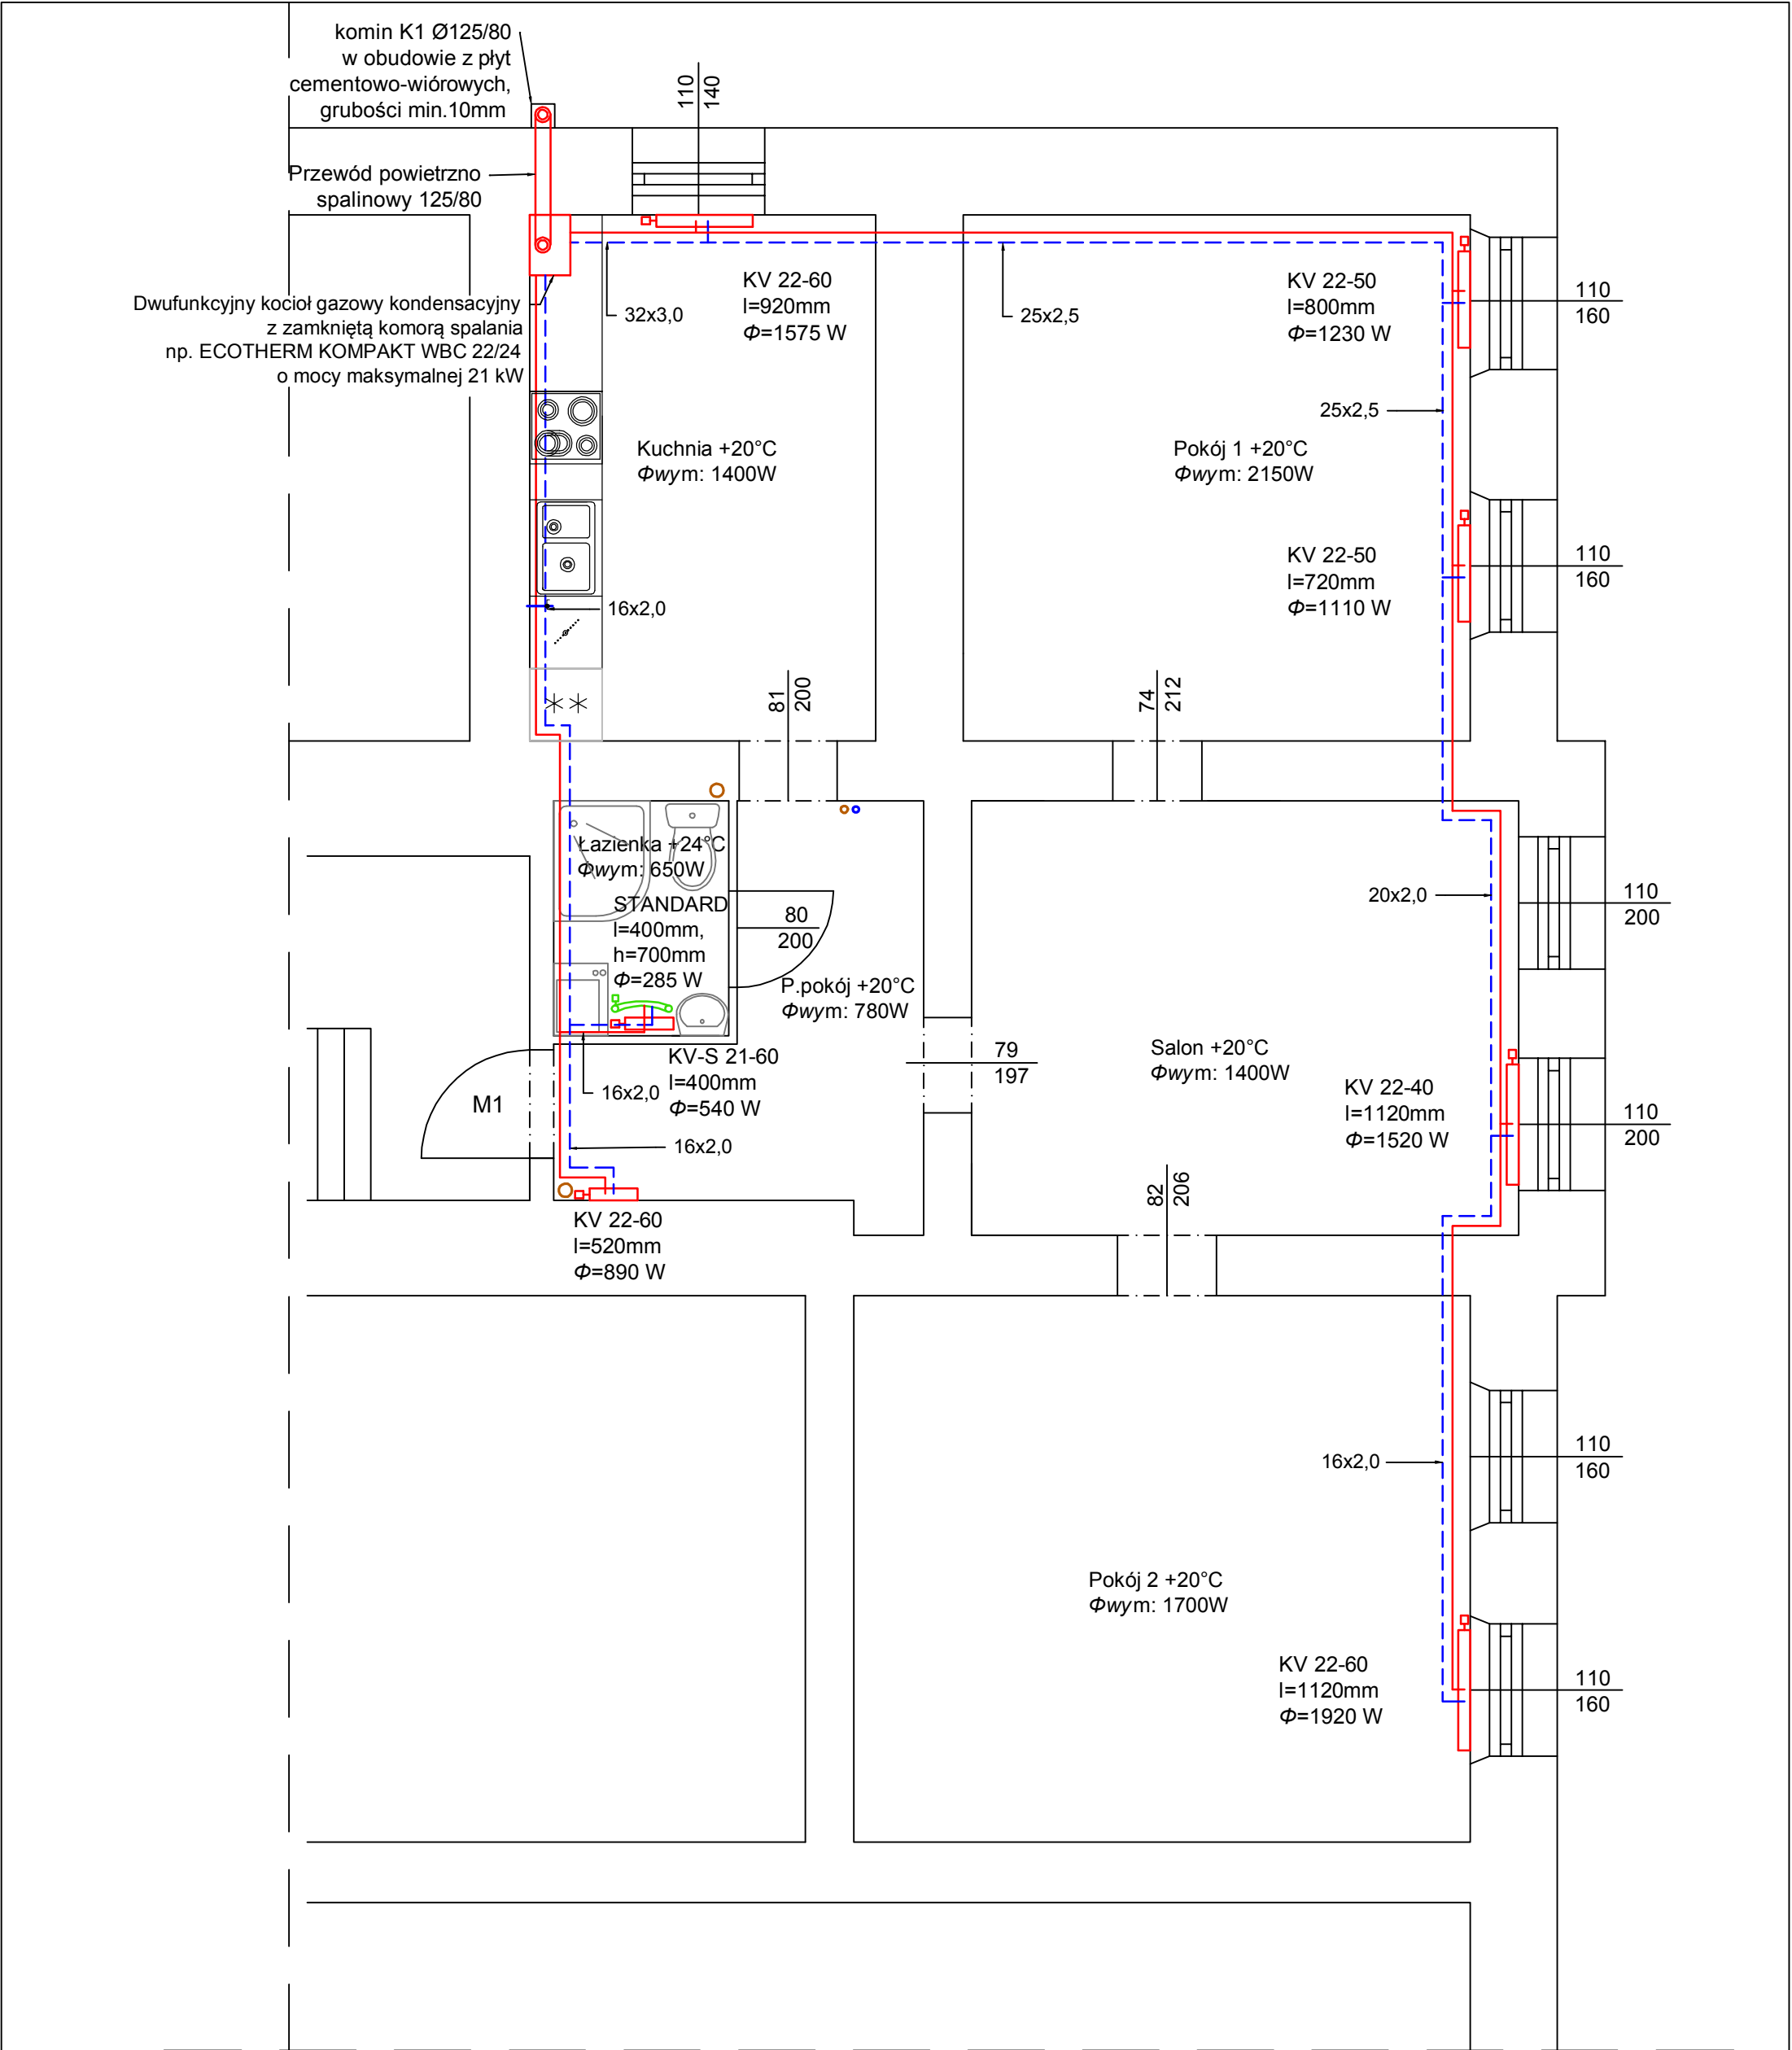 komin K1 Ø125/80
w obudowie z płyt
cementowo-wiórowych,
grubości min.10mm
110
140
Przewód powietrzno
spalinowy 125/80
Dwufunkcyjny kocioł gazowy kondensacyjny
z zamkniętą komorą spalania
np. ECOTHERM KOMPAKT WBC 22/24
o mocy maksymalnej 21 kW
32x3,0
KV 22-60
l=920mm
Φ=1575 W
25x2,5
KV 22-50
l=800mm
Φ=1230 W
110
160
25x2,5
Kuchnia +20°C
Φwym: 1400W
Pokój 1 +20°C
Φwym: 2150W
KV 22-50
l=720mm
Φ=1110 W
110
160
16x2,0
81
200
74
212
Łazienka +24°C
Φwym: 650W
STANDARD
l=400mm,
h=700mm
Φ=285 W
80
200
P.pokój +20°C
Φwym: 780W
20x2,0
110
200
KV-S 21-60
l=400mm
Φ=540 W
16x2,0
M1
16x2,0
79
197
Salon +20°C
Φwym: 1400W
KV 22-40
l=1120mm
Φ=1520 W
110
200
82
206
KV 22-60
l=520mm
Φ=890 W
16x2,0
110
160
Pokój 2 +20°C
Φwym: 1700W
KV 22-60
l=1120mm
Φ=1920 W
110
160